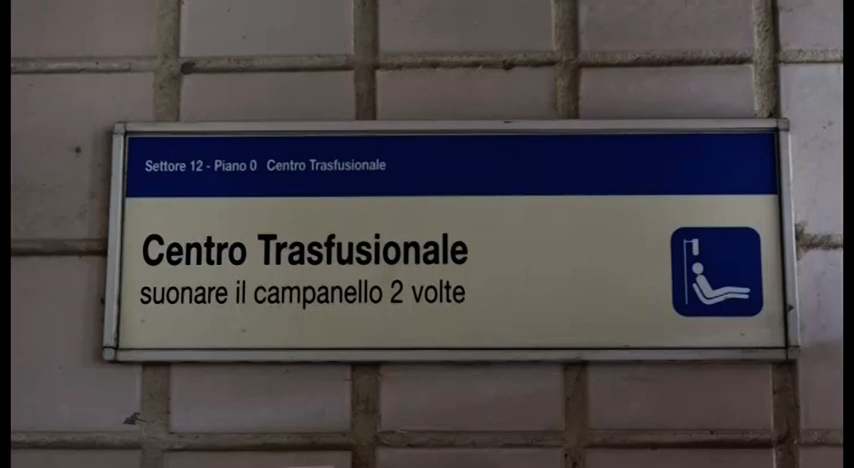 Settore 12 - Piano 0 Centro Trasfusionale
Centro Trasfusionale
suonare il campanello 2 volte